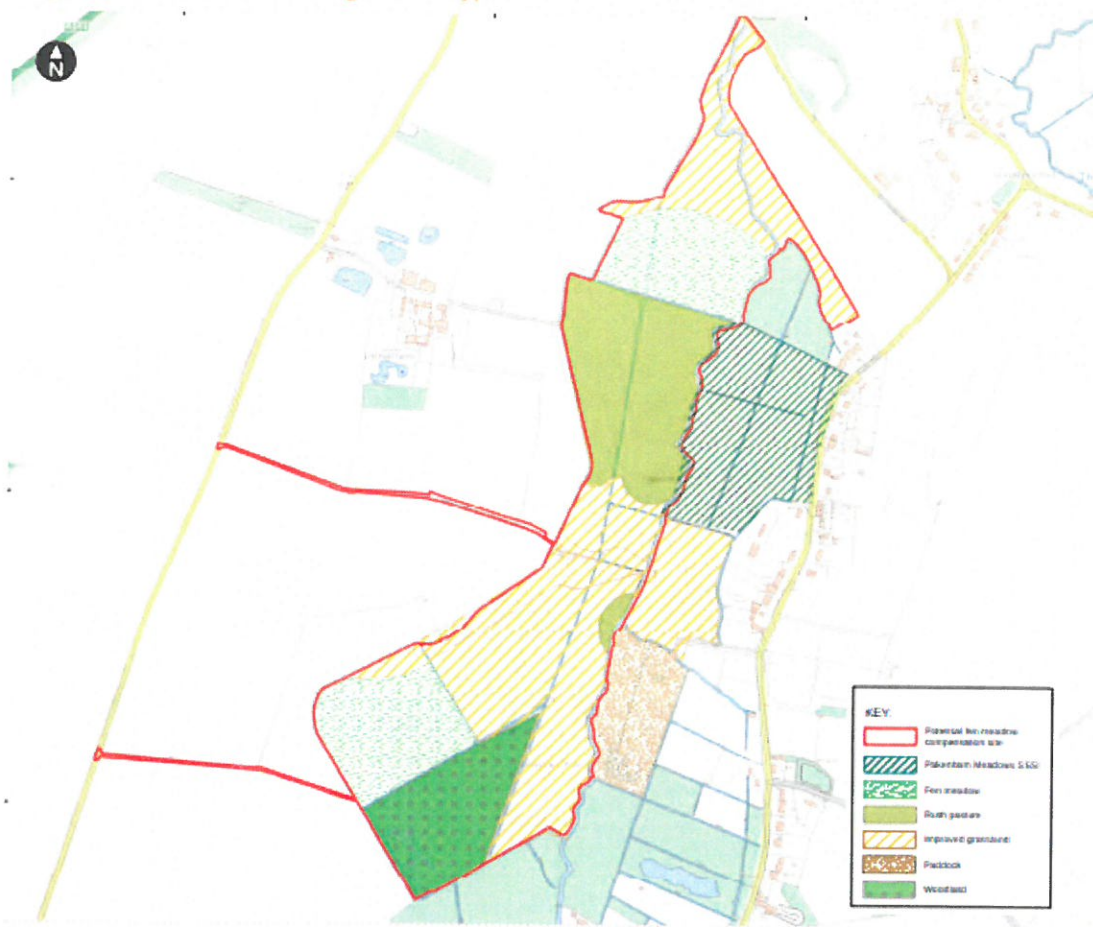 N
KEY:
Potential fen meadow
compensation site
Pakenham Meadows SSSI
Fen meadow
Rush pasture
Improved grassland
Paddock
Woodland